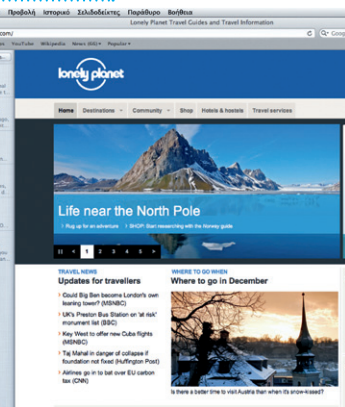 Προβολή Ιστορικό Σελιδοδείκτες Παράθυρο Βοήθεια
Lonely Planet Travel Guides and Travel Information
.com/
YouTube Wikipedia News (61) Popular
lonely planet
Home Destinations Community Shop Hotels & hostels Travel services
Life near the North Pole
Rug up for an adventure SHOP: Start researching with the Norway guide
1 2 3 4 5
TRAVEL NEWS
Updates for travellers
Could Big Ben become London's own
leaning tower? (MSNBC)
UK's Preston Bus Station on 'at risk'
monument list (BBC)
Key West to offer new Cuba flights
(MSNBC)
Taj Mahal in danger of collapse if
foundation not fixed (Huffington Post)
Airlines go in to bat over EU carbon
tax (CNN)
WHERE TO GO WHEN
Where to go in December
Is there a better time to visit Austria than when it's snow-kissed?